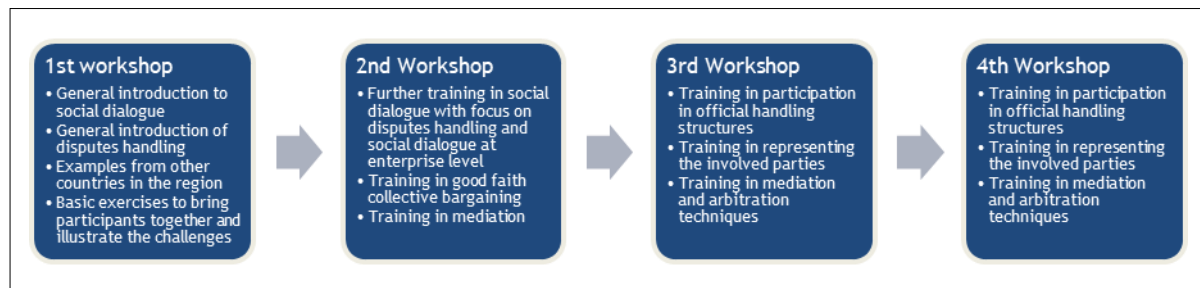 1st workshop
• General introduction to
social dialogue
• General introduction of
disputes handling
• Examples from other
countries in the region
• Basic exercises to bring
participants together and
illustrate the challenges
2nd Workshop
• Further training in social
dialogue with focus on
disputes handling and
social dialogue at
enterprise level
• Training in good faith
collective bargaining
• Training in mediation
3rd Workshop
• Training in participation
in official handling
structures
• Training in representing
the involved parties
• Training in mediation
and arbitration
techniques
4th Workshop
• Training in participation
in official handling
structures
• Training in representing
the involved parties
• Training in mediation
and arbitration
techniques